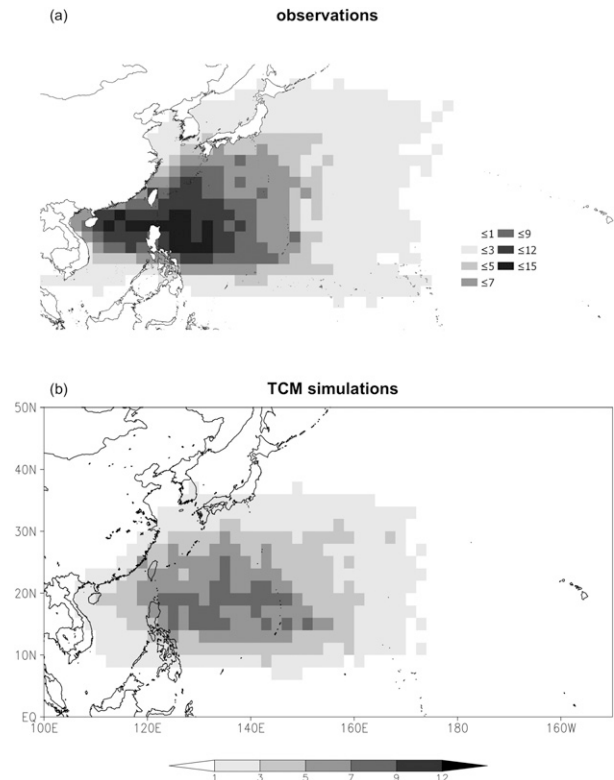 (a) observations
≤1 ≤9
≤3 ≤12
≤5 ≤15
≤7
(b) TCM simulations
50N
40N
30N
20N
10N
EQ
100E 120E 140E 160E 180 160W
1 3 5 7 9 12